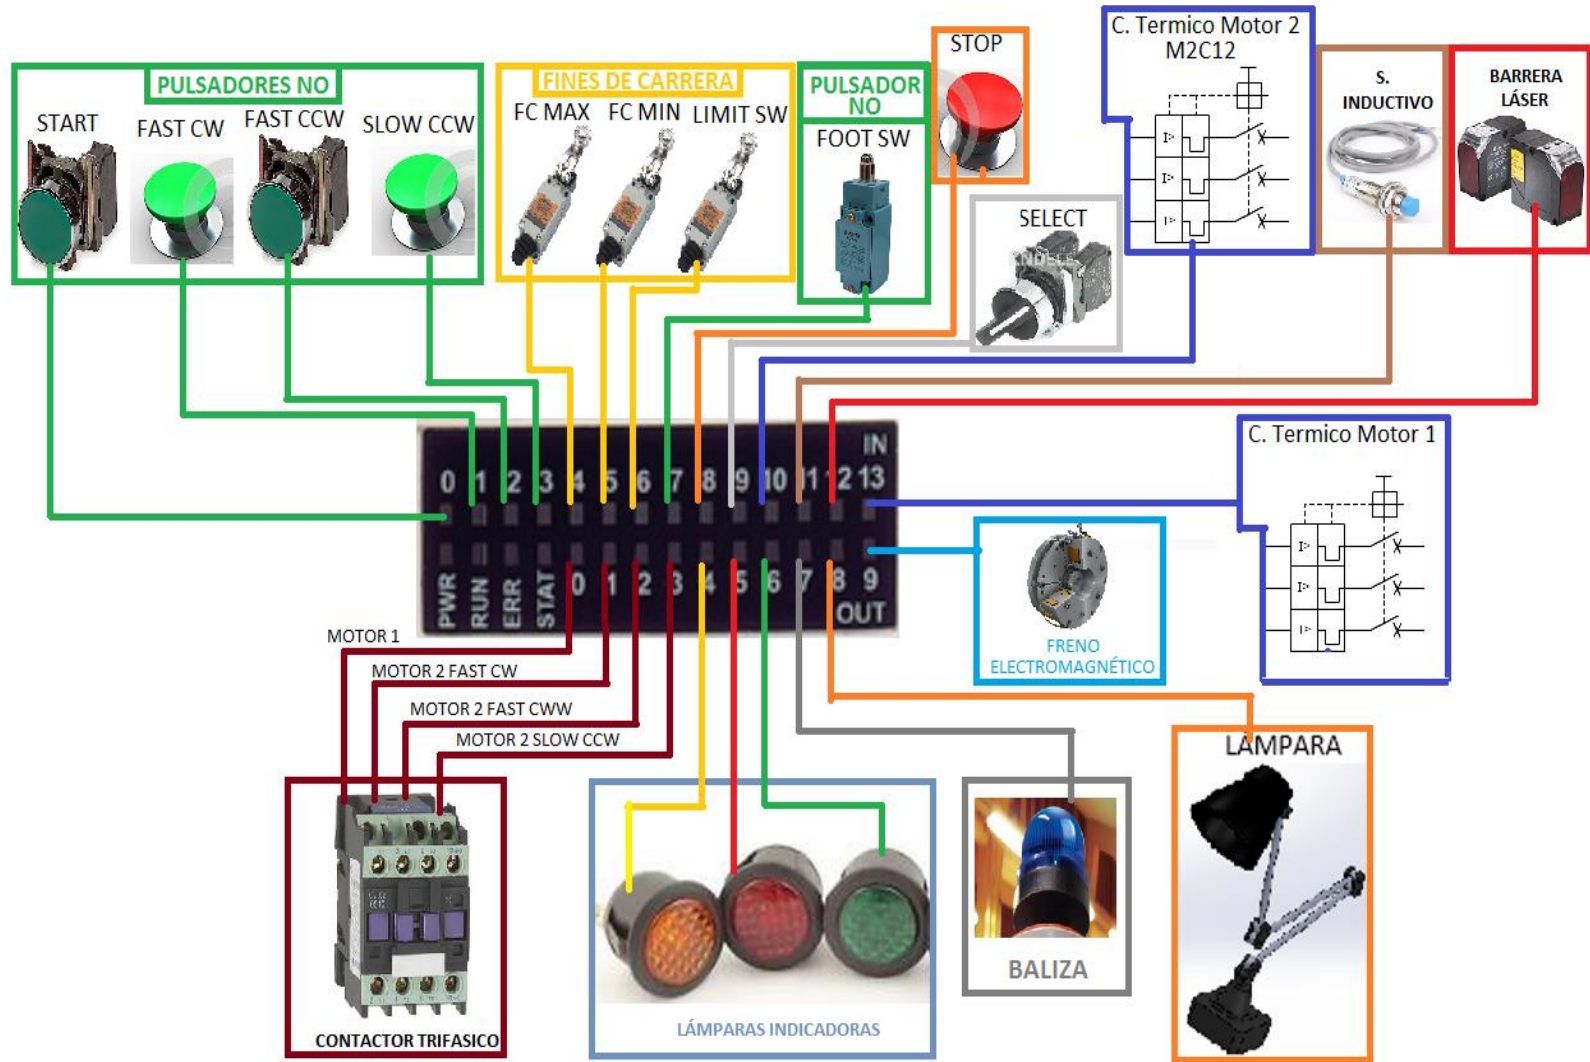 C. Termico Motor 2
M2C12
STOP
PULSADORES NO
FINES DE CARRERA
PULSADOR
NO
S.
INDUCTIVO
BARRERA
LÁSER
START
FAST CW
FAST CCW
SLOW CCW
FC MAX
FC MIN
LIMIT SW
FOOT SW
SELECT
C. Termico Motor 1
IN
0 1 2 3 4 5 6 7 8 9 10 11 12 13
PWR
RUN
ERR
STAT
0 1 2 3 4 5 6 7 8 9
OUT
MOTOR 1
MOTOR 2 FAST CW
MOTOR 2 FAST CWW
MOTOR 2 SLOW CCW
FRENO
ELECTROMAGNÉTICO
I>
I>
I>
I>
I>
I>
LÁMPARA
BALIZA
CONTACTOR TRIFASICO
LÁMPARAS INDICADORAS